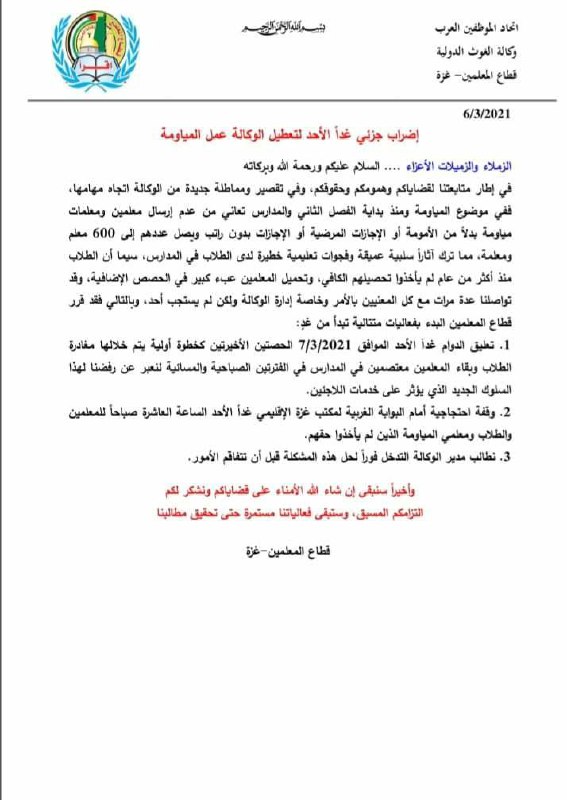 اتحاد الموظفين العرب
وكالة الغوث الدولية
قطاع المعلمين- غزة
بسم الله الرحمن الرحيم
اقرأ
6/3/2021
إضراب جزئي غداً الأحد لتعطيل الوكالة عمل المياومة
الزملاء والزميلات الأعزاء .... السلام عليكم ورحمة الله وبركاته
في إطار متابعتنا لقضاياكم وهمومكم وحقوقكم، وفي تقصير ومماطلة جديدة من الوكالة اتجاه مهامها،
ففي موضوع المياومة ومنذ بداية الفصل الثاني والمدارس تعاني من عدم إرسال معلمين ومعلمات
مياومة بدلاً من الأمومة أو الإجازات المرضية أو الإجازات بدون راتب ويصل عددهم إلى 600 معلم
ومعلمة، مما ترك آثاراً سلبية عميقة وفجوات تعليمية خطيرة لدى الطلاب في المدارس، سيما أن الطلاب
منذ أكثر من عام لم يأخذوا تحصيلهم الكافي، وتحميل المعلمين عبء كبير في الحصص الإضافية، وقد
تواصلنا عدة مرات مع كل المعنيين بالأمر وخاصة إدارة الوكالة ولكن لم يستجب أحد، وبالتالي فقد قرر
قطاع المعلمين البدء بفعاليات متتالية تبدأ من غدٍ:
1. تعليق الدوام غداً الأحد الموافق 7/3/2021 الحصتين الأخيرتين كخطوة أولية يتم خلالها مغادرة
الطلاب وبقاء المعلمين معتصمين في المدارس في الفترتين الصباحية والمسائية لنعبر عن رفضنا لهذا
السلوك الجديد الذي يؤثر على خدمات اللاجئين.
2. وقفة احتجاجية أمام البوابة الغربية لمكتب غزة الإقليمي غداً الأحد الساعة العاشرة صباحاً للمعلمين
والطلاب ومعلمي المياومة الذين لم يأخذوا حقهم.
3. نطالب مدير الوكالة التدخل فوراً لحل هذه المشكلة قبل أن تتفاقم الأمور.
وأخيراً سنبقى إن شاء الله الأمناء على قضاياكم ونشكر لكم
التزامكم المسبق، وستبقى فعالياتنا مستمرة حتى تحقيق مطالبنا
قطاع المعلمين-غزة